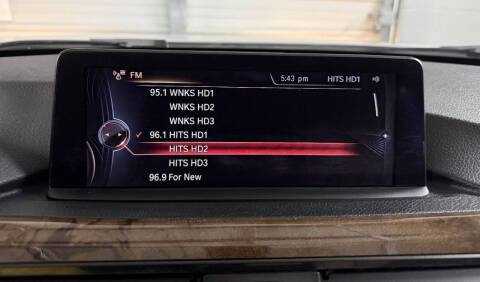 FM
5:43 pm HITS HD1
95.1 WNKS HD1
WNKS HD2
WNKS HD3
96.1 HITS HD1
HITS HD2
HITS HD3
96.9 For New